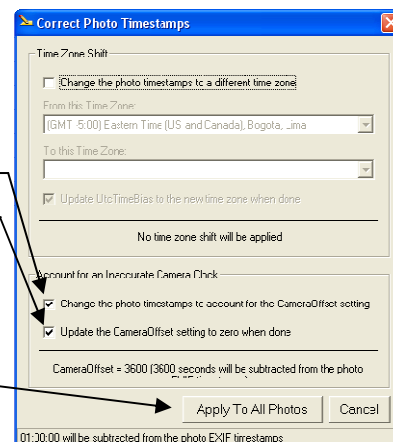 Correct Photo Timestamps
Time Zone Shift
Change the photo timestamps to a different time zone
From this Time Zone:
(GMT -5:00) Eastern Time (US and Canada), Bogota, Lima
To this Time Zone:
Update UtcTimeBias to the new time zone when done
No time zone shift will be applied
Account for an Inaccurate Camera Clock
Change the photo timestamps to account for the CameraOffset setting
Update the CameraOffset setting to zero when done
CameraOffset = 3600 (3600 seconds will be subtracted from the photo
Apply To All Photos
Cancel
01:00:00 will be subtracted from the photo EXIF timestamps